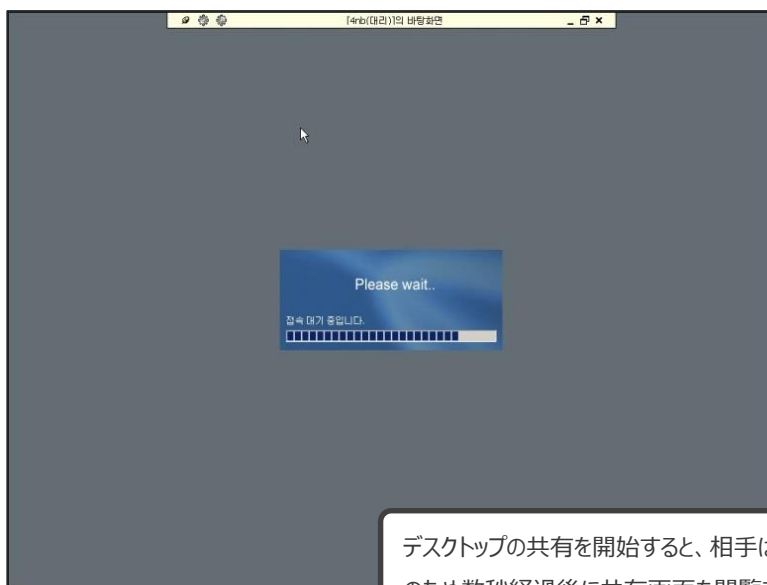 [4nb(대리)]의 바탕화면
Please wait..
접속 대기 중입니다.
デスクトップの共有を開始すると、相手は
のため数秒経過後に共有画面を閲覧